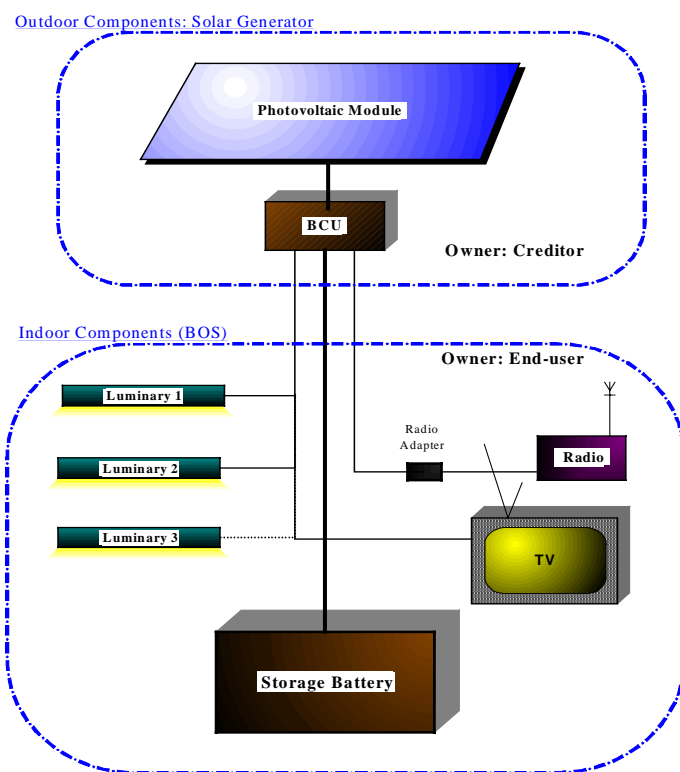 Outdoor Components: Solar Generator
Photovoltaic Module
BCU
Owner: Creditor
Indoor Components (BOS)
Owner: End-user
Luminary 1
Radio
Adapter
Luminary 2
Radio
Luminary 3
TV
Storage Battery